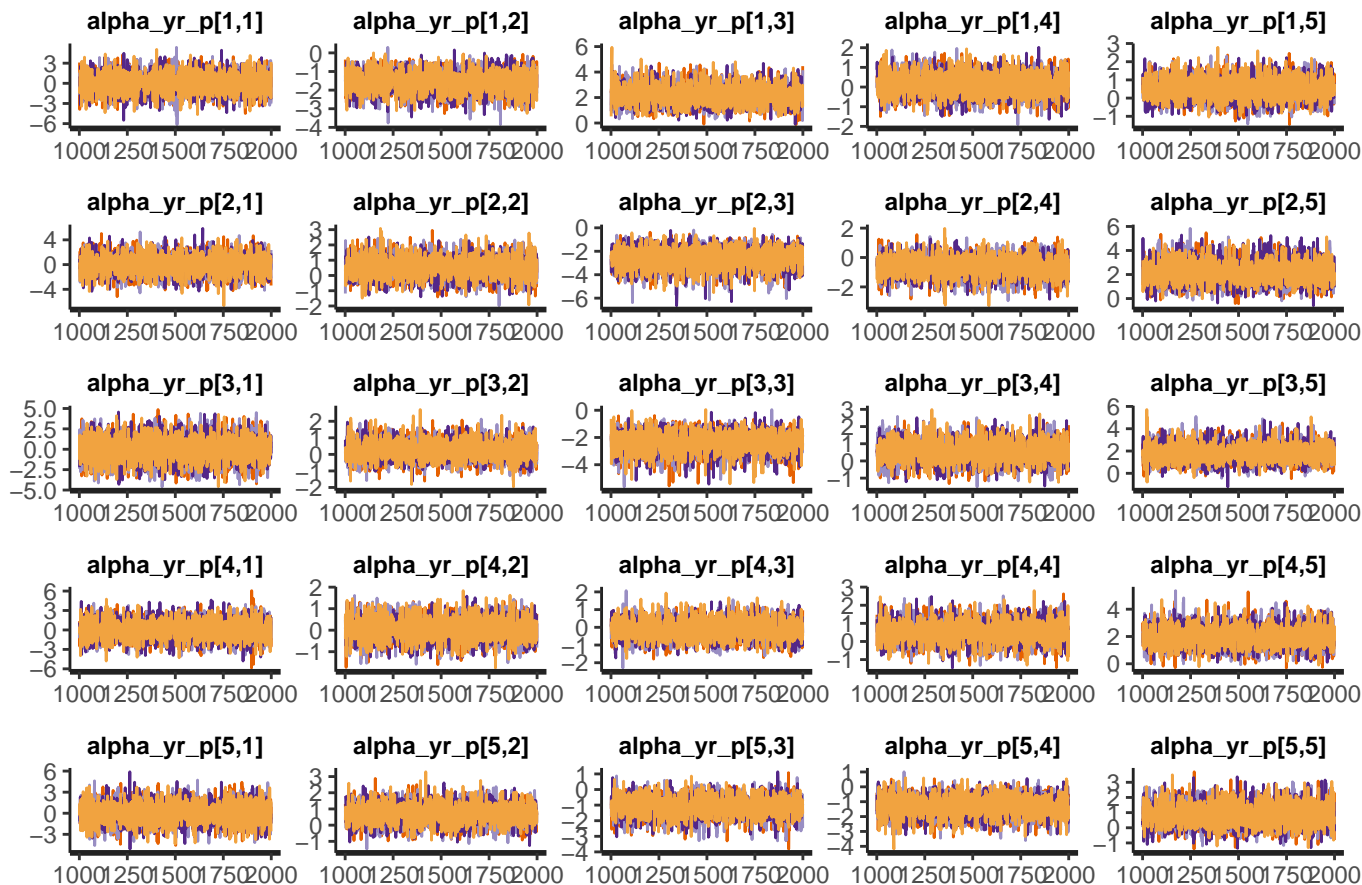 alpha_yr_p[1,1] alpha_yr_p[1,2] alpha_yr_p[1,3] alpha_yr_p[1,4] alpha_yr_p[1,5]
3 0 −3 −6
0 −1 −2 −3 −4
6 4 2 0
2 1 0 −1 −2
3 2 1 0 −1
1000 1250 1500 1750 2000 1000 1250 1500 1750 2000 1000 1250 1500 1750 2000 1000 1250 1500 1750 2000 1000 1250 1500 1750 2000
alpha_yr_p[2,1] alpha_yr_p[2,2] alpha_yr_p[2,3] alpha_yr_p[2,4] alpha_yr_p[2,5]
4 0 −4
3 2 1 0 −1 −2
0 −2 −4 −6
2 0 −2
6 4 2 0
1000 1250 1500 1750 2000 1000 1250 1500 1750 2000 1000 1250 1500 1750 2000 1000 1250 1500 1750 2000 1000 1250 1500 1750 2000
alpha_yr_p[3,1] alpha_yr_p[3,2] alpha_yr_p[3,3] alpha_yr_p[3,4] alpha_yr_p[3,5]
5.0 2.5 0.0 −2.5 −5.0
2 1 0 −1 −2
0 −2 −4
3 2 1 0 −1
6 4 2 0
1000 1250 1500 1750 2000 1000 1250 1500 1750 2000 1000 1250 1500 1750 2000 1000 1250 1500 1750 2000 1000 1250 1500 1750 2000
alpha_yr_p[4,1] alpha_yr_p[4,2] alpha_yr_p[4,3] alpha_yr_p[4,4] alpha_yr_p[4,5]
6 3 0 −3 −6
2 1 0 −1
2 1 0 −1 −2
3 2 1 0 −1
4 2 0
1000 1250 1500 1750 2000 1000 1250 1500 1750 2000 1000 1250 1500 1750 2000 1000 1250 1500 1750 2000 1000 1250 1500 1750 2000
alpha_yr_p[5,1] alpha_yr_p[5,2] alpha_yr_p[5,3] alpha_yr_p[5,4] alpha_yr_p[5,5]
6 3 0 −3
3 2 1 0 −1
1 0 −1 −2 −3 −4
1 0 −1 −2 −3 −4
3 2 1 0 −1
1000 1250 1500 1750 2000 1000 1250 1500 1750 2000 1000 1250 1500 1750 2000 1000 1250 1500 1750 2000 1000 1250 1500 1750 2000